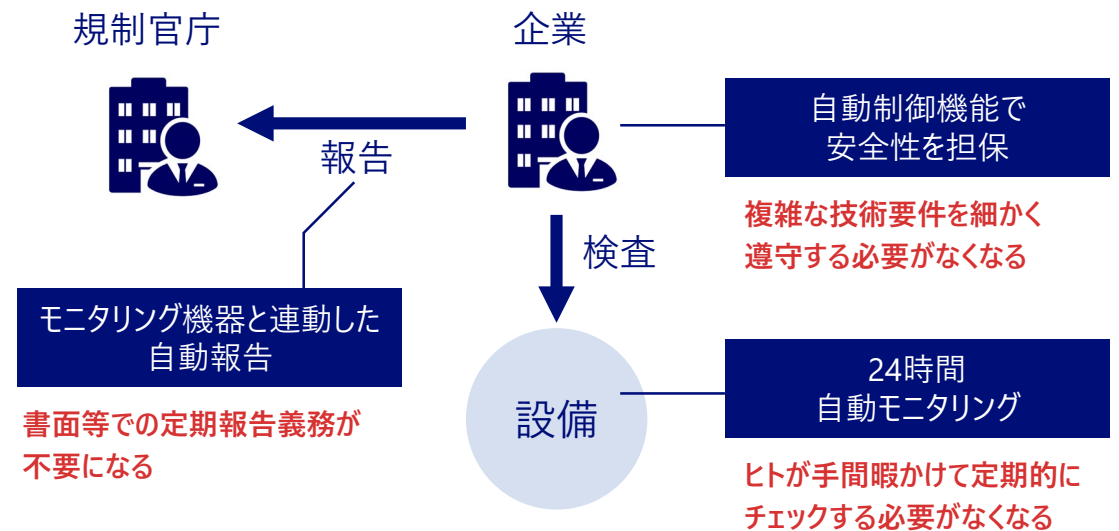 規制官庁
企業
報告
自動制御機能で
安全性を担保
複雑な技術要件を細かく
遵守する必要がなくなる
検査
モニタリング機器と連動した
自動報告
書面等での定期報告義務が
不要になる
設備
24時間
自動モニタリング
ヒトが手間暇かけて定期的に
チェックする必要がなくなる